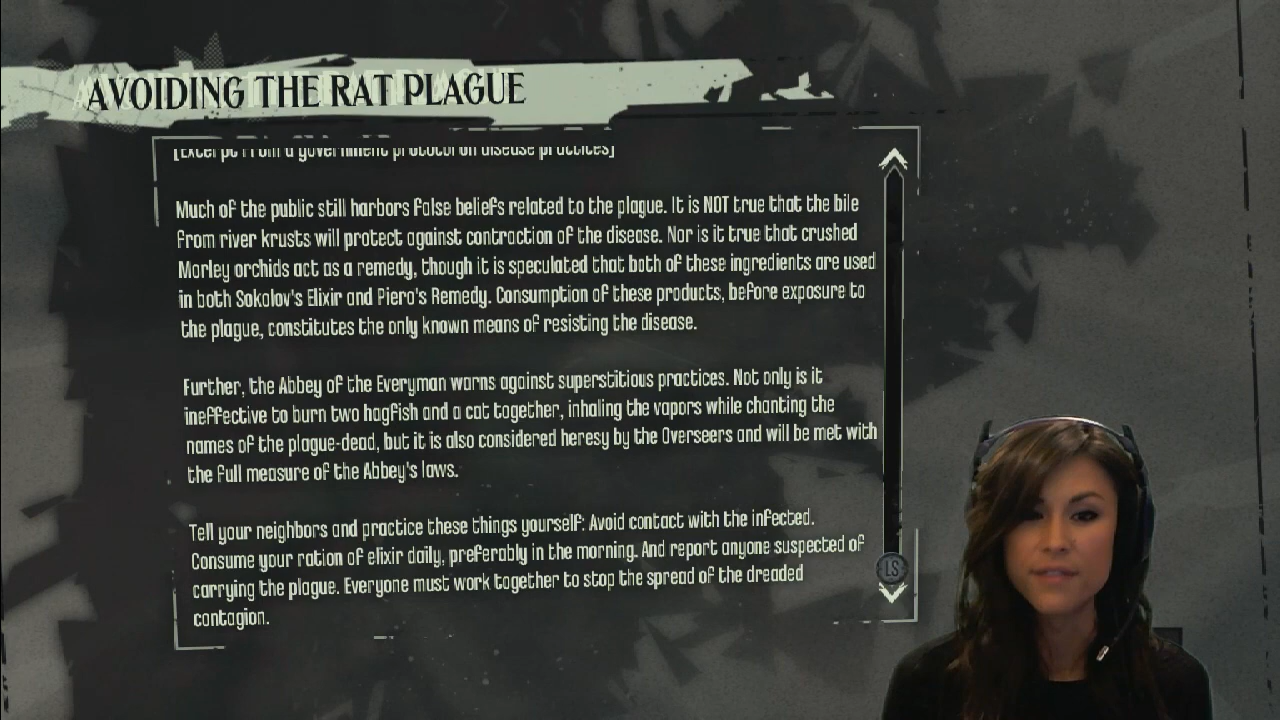 AVOIDING THE RAT PLAGUE
[Excerpt from a government protocol on disease practices]
Much of the public still harbors false beliefs related to the plague. It is NOT true that the bile
from river krusts will protect against contraction of the disease. Nor is it true that crushed
Morley orchids act as a remedy, though it is speculated that both of these ingredients are used
in both Sokolov's Elixir and Piero's Remedy. Consumption of these products, before exposure to
the plague, constitutes the only known means of resisting the disease.
Further, the Abbey of the Everyman warns against superstitious practices. Not only is it
ineffective to burn two hagfish and a cat together, inhaling the vapors while chanting the
names of the plague-dead, but it is also considered heresy by the Overseers and will be met with
the full measure of the Abbey's laws.
Tell your neighbors and practice these things yourself: Avoid contact with the infected.
Consume your ration of elixir daily, preferably in the morning. And report anyone suspected of
carrying the plague. Everyone must work together to stop the spread of the dreaded
contagion.
LS